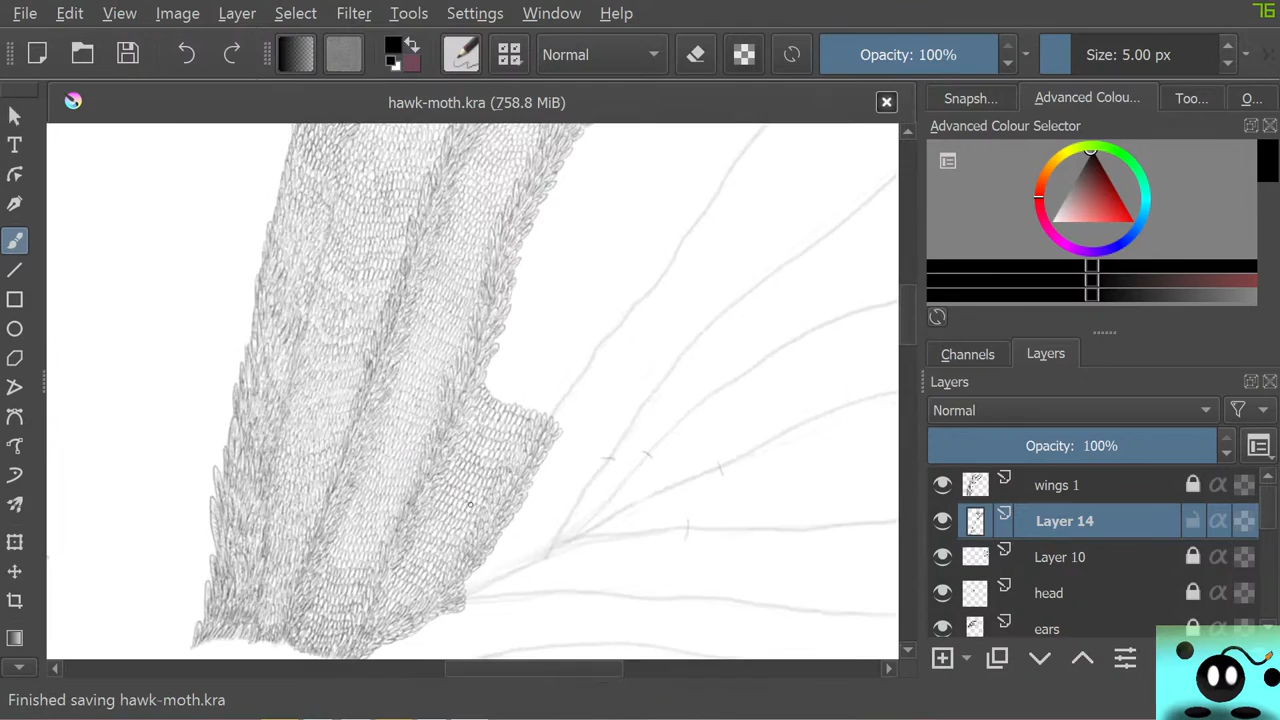 76
File Edit View Image Layer Select Filter Tools Settings Window Help
Normal Opacity: 100% Size: 5.00 px
hawk-moth.kra (758.8 MiB)
Snapsh... Advanced Colou... Too... O...
Advanced Colour Selector
Channels Layers
Layers
Normal
Opacity: 100%
wings 1
Layer 14
Layer 10
head
ears
Finished saving hawk-moth.kra